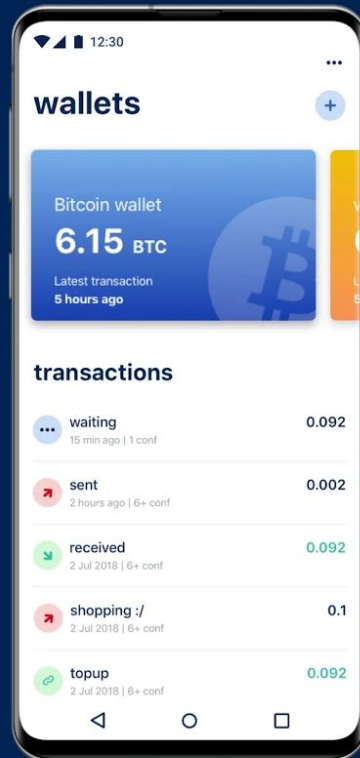 12:30
wallets
Bitcoin wallet
6.15 BTC
Latest transaction
5 hours ago
transactions
waiting 0.092
15 min ago | 1 conf
sent 0.002
2 hours ago | 6+ conf
received 0.092
2 Jul 2018 | 6+ conf
shopping :/ 0.1
2 Jul 2018 | 6+ conf
topup 0.092
2 Jul 2018 | 6+ conf